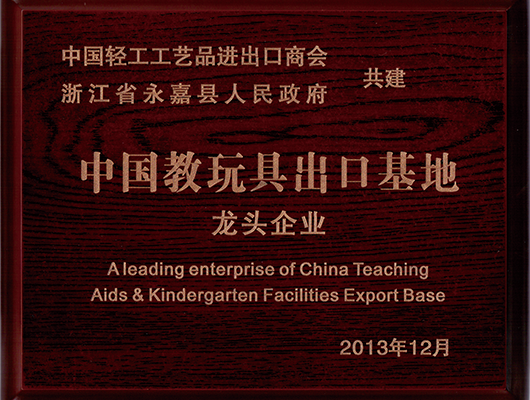 中国轻工工艺品进出口商会
浙江省永嘉县人民政府
共建
中国教玩具出口基地
龙头企业
A leading enterprise of China Teaching
Aids & Kindergarten Facilities Export Base
2013年12月